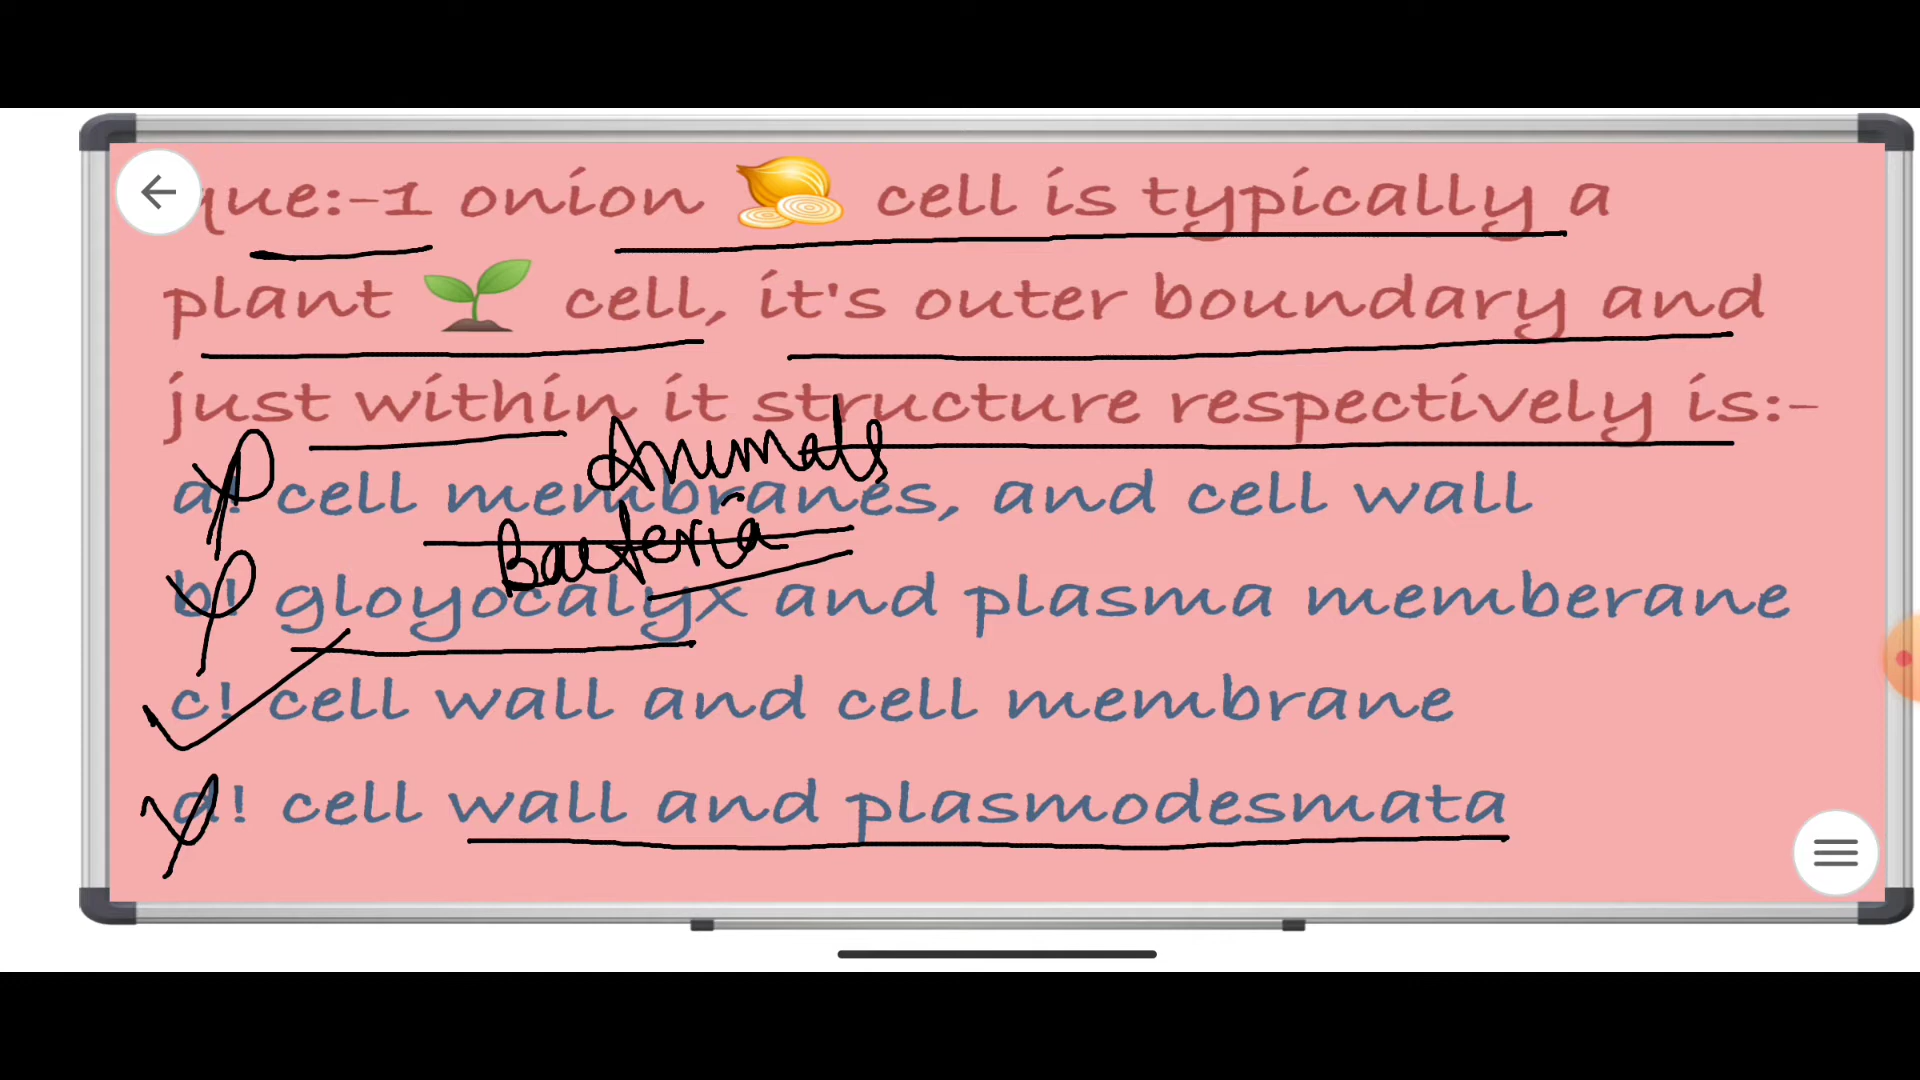 que:-1 onion cell is typically a
plant cell, it's outer boundary and
just within it structure respectively is:-
Animals
a! cell membranes, and cell wall
Bacteria
b! gloyocalyx and plasma memberane
c! cell wall and cell membrane
d! cell wall and plasmodesmata